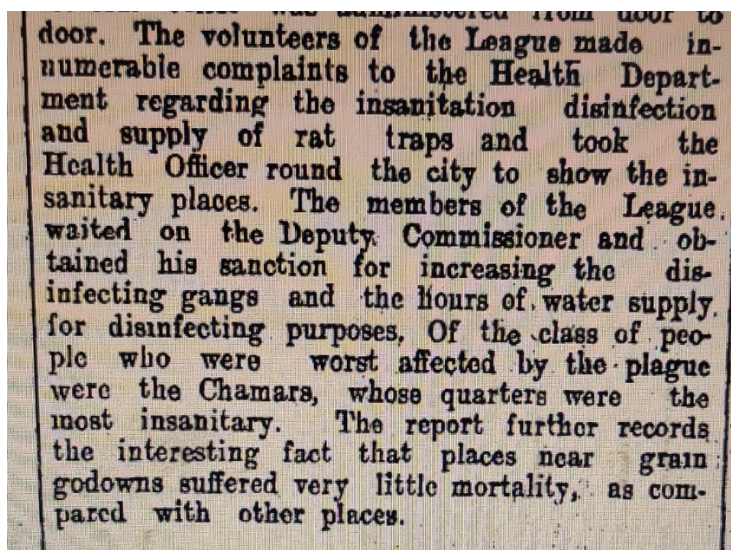 was administered from door to
door. The volunteers of the League made in-
numerable complaints to the Health Depart-
ment regarding the insanitation disinfection
and supply of rat traps and took the
Health Officer round the city to show the in-
sanitary places. The members of the League
waited on the Deputy Commissioner and ob-
tained his sanction for increasing the dis-
infecting gangs and the hours of water supply
for disinfecting purposes. Of the class of peo-
ple who were worst affected by the plague
were the Chamars, whose quarters were the
most insanitary. The report further records
the interesting fact that places near grain
godowns suffered very little mortality, as com-
pared with other places.